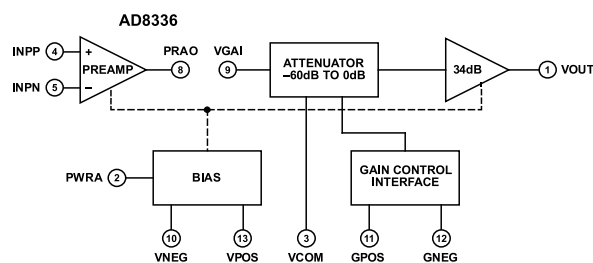 AD8336
INPP 4
+
PREAMP
PRAO
8
INPN 5
–
VGAI
9
ATTENUATOR
–60dB TO 0dB
34dB
1 VOUT
PWRA 2
BIAS
GAIN CONTROL
INTERFACE
10 13 3 11 12
VNEG VPOS VCOM GPOS GNEG